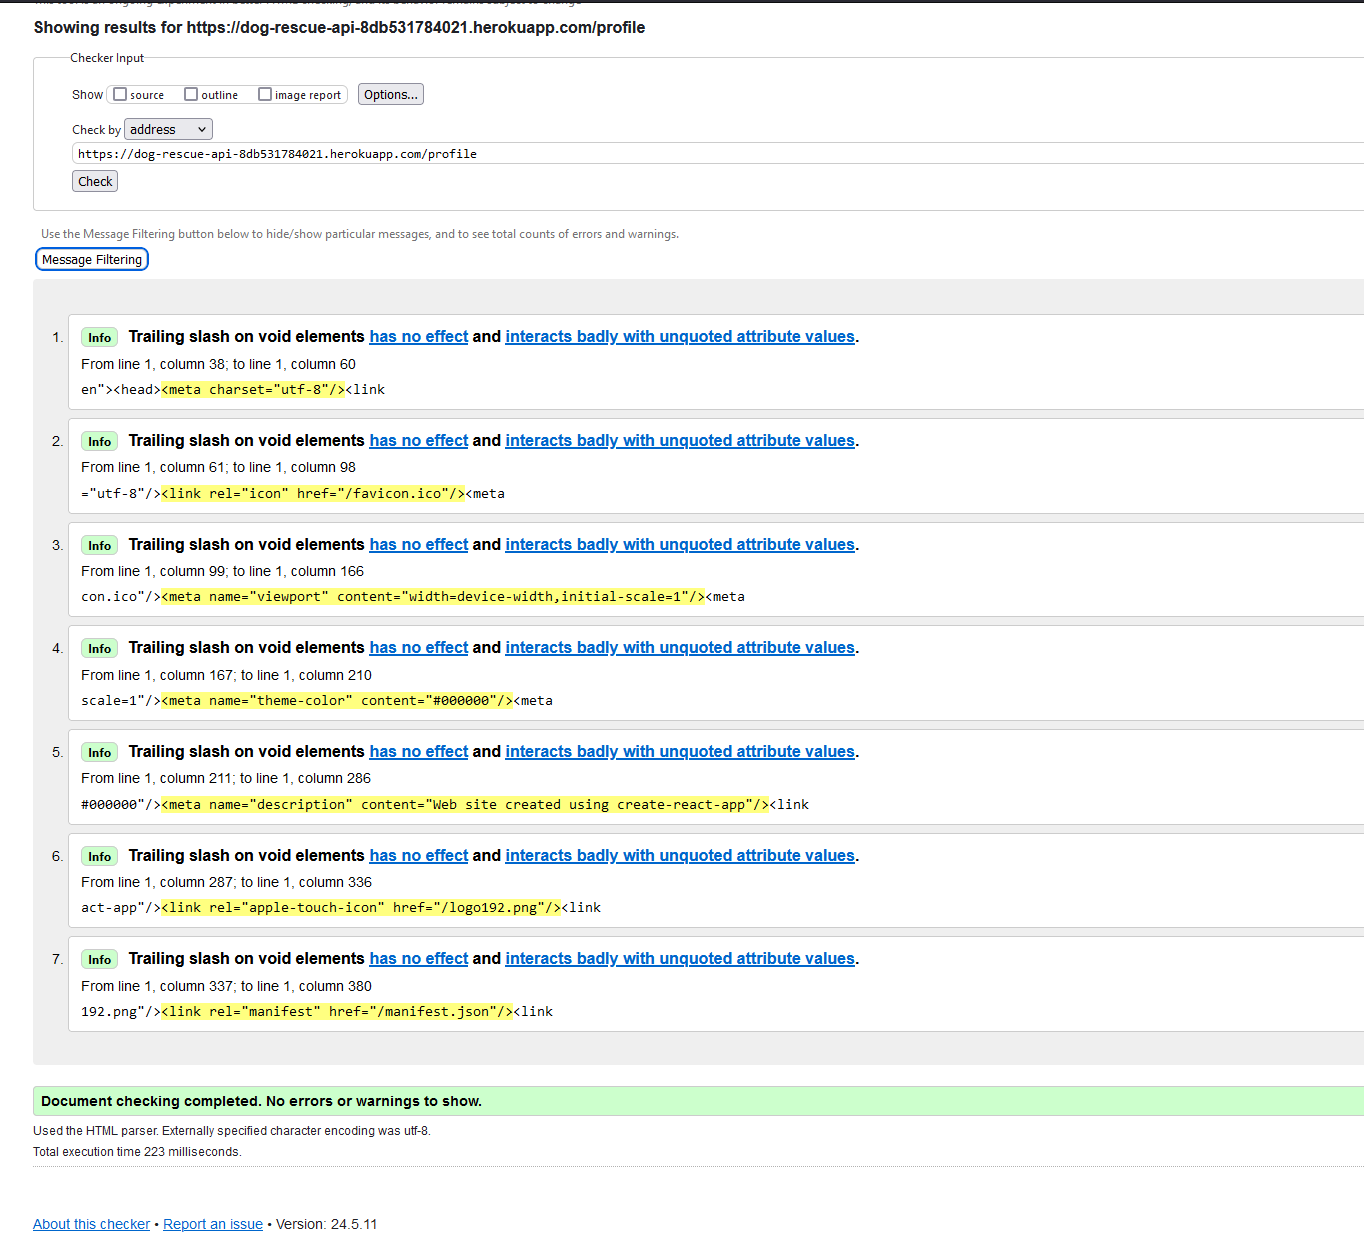 Showing results for https://dog-rescue-api-8db531784021.herokuapp.com/profile
Checker Input
Show source outline image report Options...
Check by address
https://dog-rescue-api-8db531784021.herokuapp.com/profile
Check
Use the Message Filtering button below to hide/show particular messages, and to see total counts of errors and warnings.
Message Filtering
1. Info Trailing slash on void elements has no effect and interacts badly with unquoted attribute values.
From line 1, column 38; to line 1, column 60
en"><head><meta charset="utf-8"/><link
2. Info Trailing slash on void elements has no effect and interacts badly with unquoted attribute values.
From line 1, column 61; to line 1, column 98
="utf-8"/><link rel="icon" href="/favicon.ico"/><meta
3. Info Trailing slash on void elements has no effect and interacts badly with unquoted attribute values.
From line 1, column 99; to line 1, column 166
con.ico"/><meta name="viewport" content="width=device-width,initial-scale=1"/><meta
4. Info Trailing slash on void elements has no effect and interacts badly with unquoted attribute values.
From line 1, column 167; to line 1, column 210
scale=1"/><meta name="theme-color" content="#000000"/><meta
5. Info Trailing slash on void elements has no effect and interacts badly with unquoted attribute values.
From line 1, column 211; to line 1, column 286
#000000"/><meta name="description" content="Web site created using create-react-app"/><link
6. Info Trailing slash on void elements has no effect and interacts badly with unquoted attribute values.
From line 1, column 287; to line 1, column 336
act-app"/><link rel="apple-touch-icon" href="/logo192.png"/><link
7. Info Trailing slash on void elements has no effect and interacts badly with unquoted attribute values.
From line 1, column 337; to line 1, column 380
192.png"/><link rel="manifest" href="/manifest.json"/><link
Document checking completed. No errors or warnings to show.
Used the HTML parser. Externally specified character encoding was utf-8.
Total execution time 223 milliseconds.
About this checker • Report an issue • Version: 24.5.11